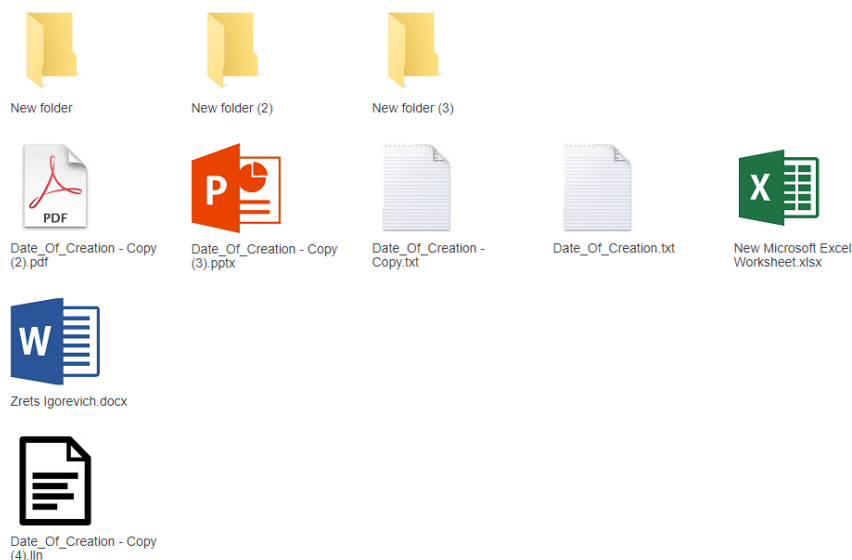 New folder
New folder (2)
New folder (3)
PDF
P
X
Date_Of_Creation - Copy
(2).pdf
Date_Of_Creation - Copy
(3).pptx
Date_Of_Creation -
Copy.txt
Date_Of_Creation.txt
New Microsoft Excel
Worksheet.xlsx
W
Zrets Igorevich.docx
Date_Of_Creation - Copy
(4).lln